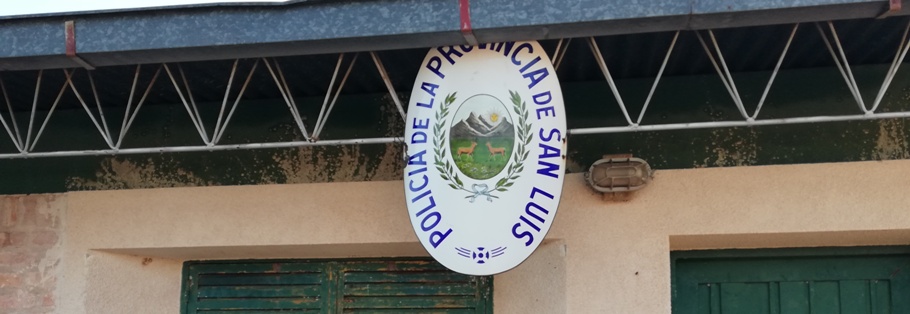 POLICIA DE LA PROVINCIA DE SAN LUIS